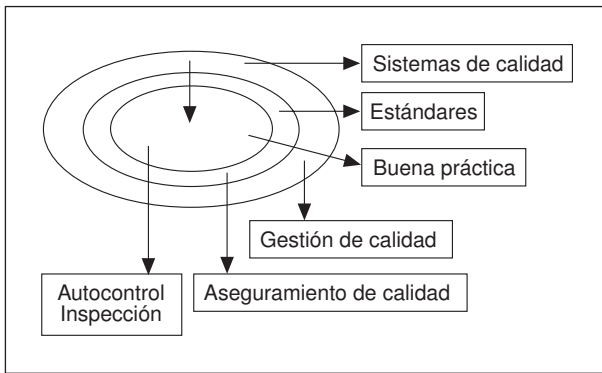 Sistemas de calidad
Estándares
Buena práctica
Gestión de calidad
Autocontrol
Inspección
Aseguramiento de calidad